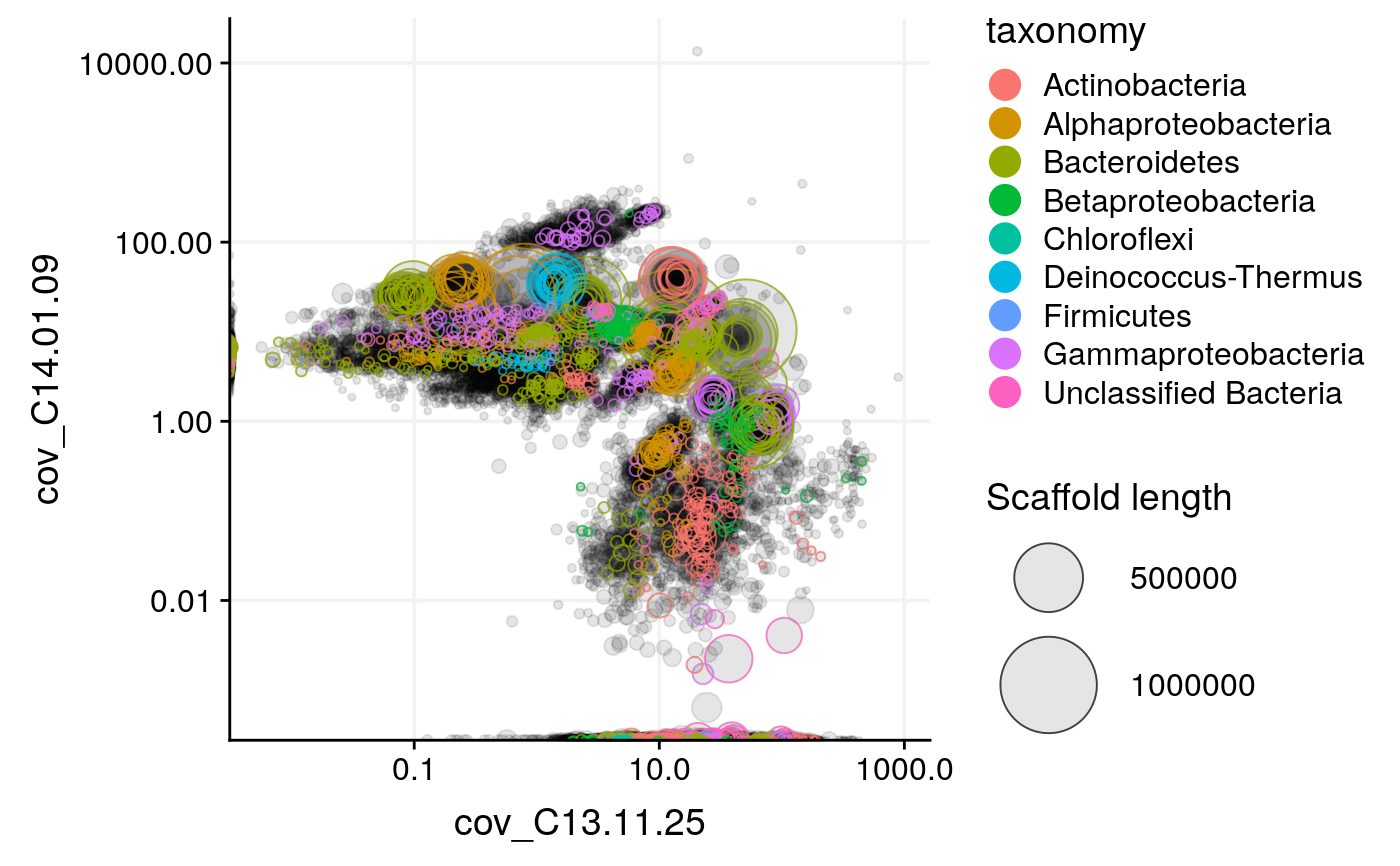 taxonomy
Actinobacteria
Alphaproteobacteria
Bacteroidetes
Betaproteobacteria
Chloroflexi
Deinococcus-Thermus
Firmicutes
Gammaproteobacteria
Unclassified Bacteria
Scaffold length
500000
1000000
cov_C14.01.09
10000.00
100.00
1.00
0.01
0.1
10.0
1000.0
cov_C13.11.25